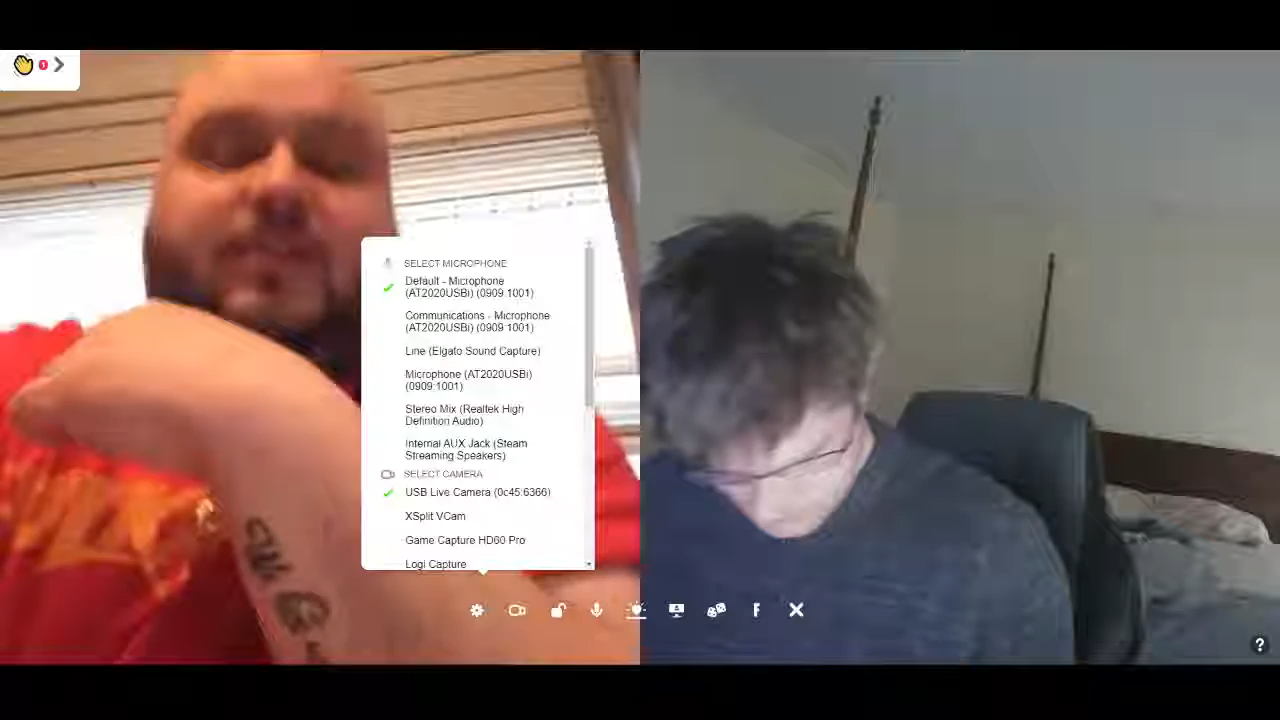 1
SELECT MICROPHONE
Default - Microphone
(AT2020USBi) (0909:1001)
Communications - Microphone
(AT2020USBi) (0909:1001)
Line (Elgato Sound Capture)
Microphone (AT2020USBi)
(0909:1001)
Stereo Mix (Realtek High
Definition Audio)
Internal AUX Jack (Steam
Streaming Speakers)
SELECT CAMERA
USB Live Camera (0c45:6366)
XSplit VCam
Game Capture HD60 Pro
Logi Capture
?